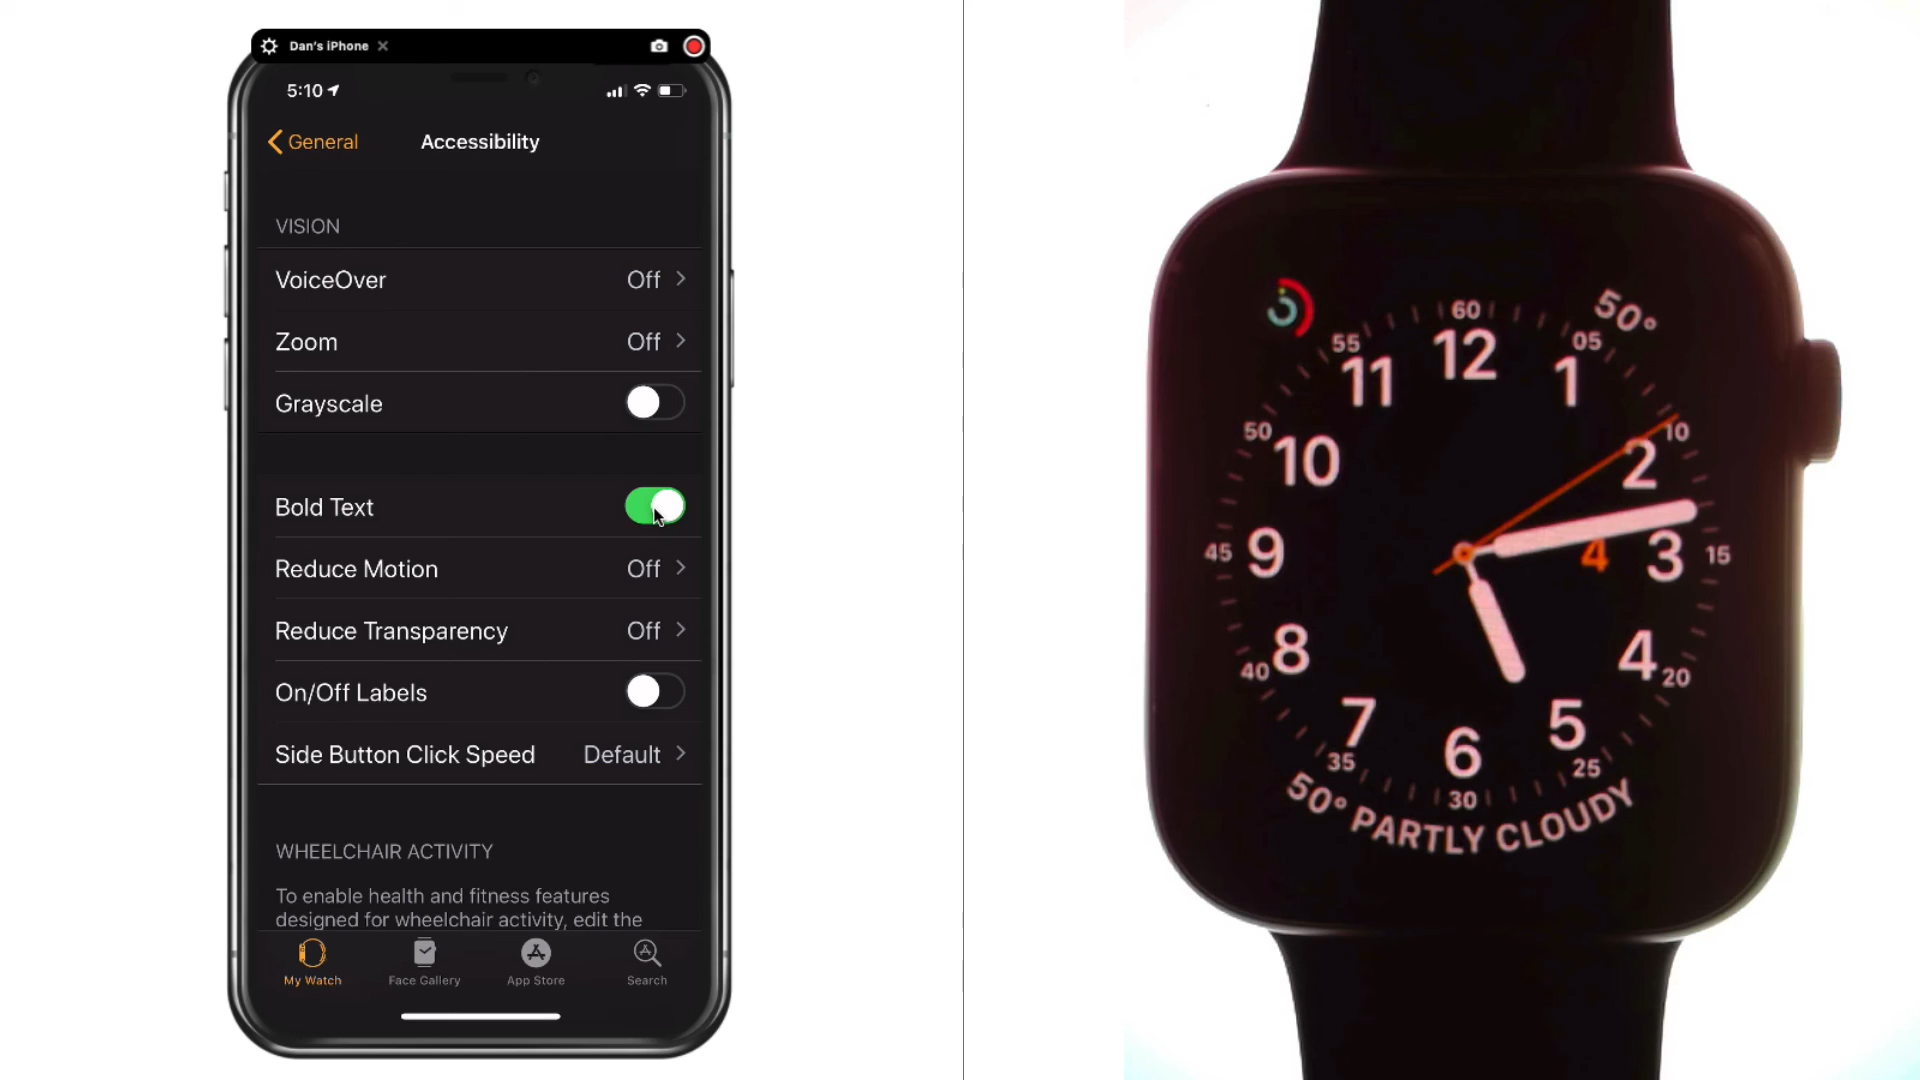 Dan's iPhone
5:10
General
Accessibility
VISION
VoiceOver Off
Zoom Off
Grayscale
Bold Text
Reduce Motion Off
Reduce Transparency Off
On/Off Labels
Side Button Click Speed Default
WHEELCHAIR ACTIVITY
To enable health and fitness features
designed for wheelchair activity, edit the
My Watch Face Gallery App Store Search
60
50°
55
05
12
11
1
50
10
10
2
45
9
4
3
15
8
4
40
20
7
5
6
35
25
30
50° PARTLY CLOUDY